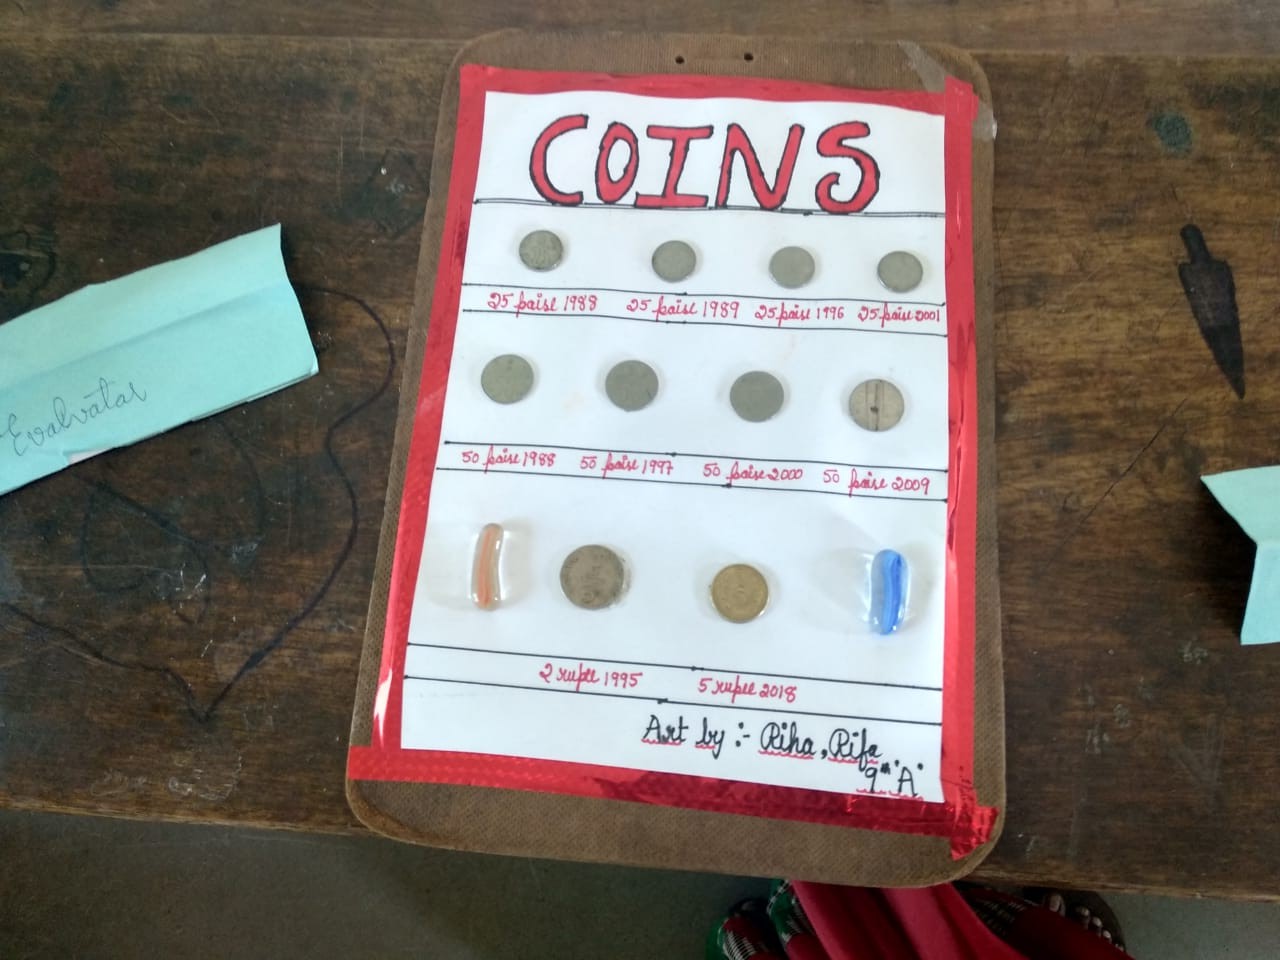 COINS
25 paise 1988 25 paise 1989 25 paise 1996 25 paise 2001
50 paise 1988 50 paise 1997 50 paise 2000 50 paise 2009
2 rupee 1995 5 rupee 2018
Art by :- Riha, Rifa
9th "A"
Evalvatar